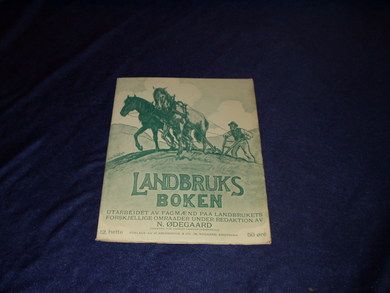 LANDBRUKS
BOKEN
UTARBEIDET AV FAGMÆND PAA LANDBRUKETS
FORSKJELLIGE OMRAADER UNDER REDAKTION AV
N. ØDEGAARD
12. hefte
50 øre